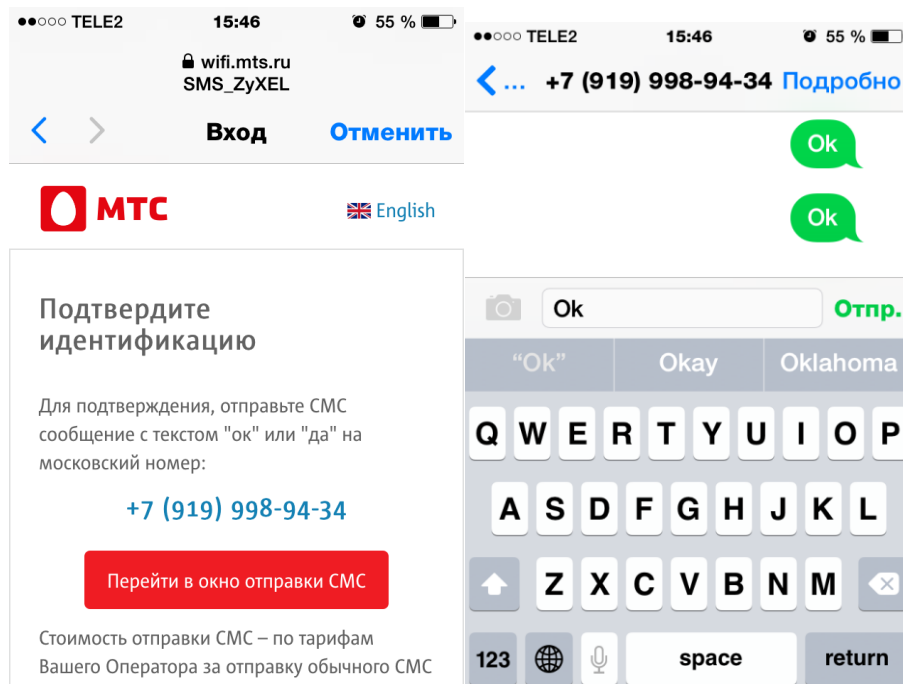 ●●○○○ TELE2 15:46 55 %
wifi.mts.ru
SMS_ZyXEL
Вход Отменить
МТС English
Подтвердите
идентификацию
Для подтверждения, отправьте СМС
сообщение с текстом "ок" или "да" на
московский номер:
+7 (919) 998-94-34
Перейти в окно отправки СМС
Стоимость отправки СМС – по тарифам
Вашего Оператора за отправку обычного СМС
●●○○○ TELE2 15:46 55 %
... +7 (919) 998-94-34 Подробно
Ok
Ok
Ok Отпр.
“Ok” Okay Oklahoma
Q W E R T Y U I O P
A S D F G H J K L
Z X C V B N M
123 space return